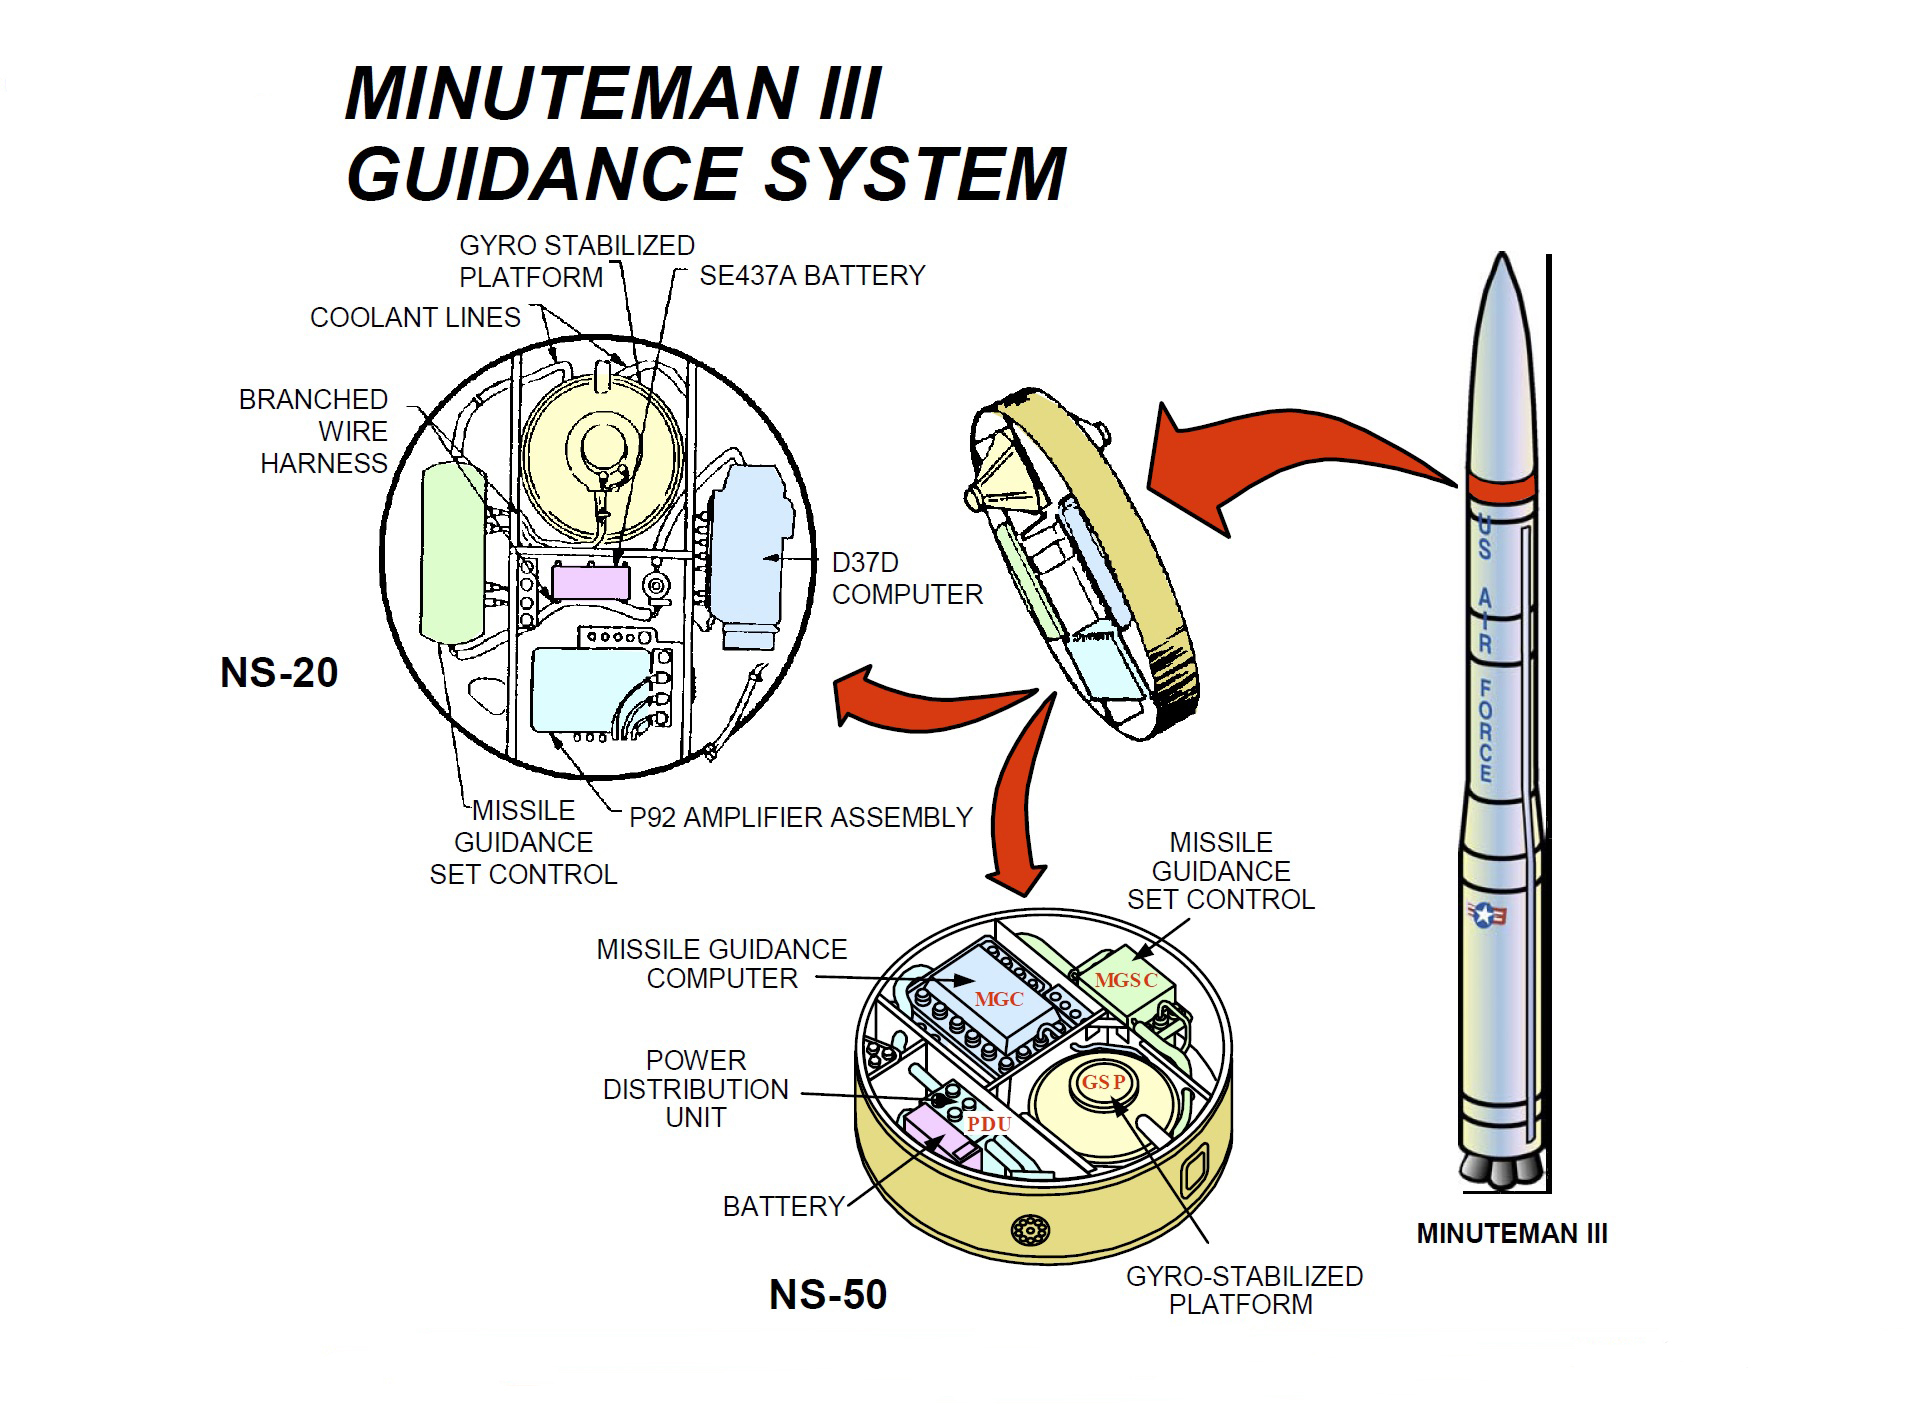 MINUTEMAN III
GUIDANCE SYSTEM
GYRO STABILIZED
PLATFORM
SE437A BATTERY
COOLANT LINES
BRANCHED
WIRE
HARNESS
D37D
COMPUTER
NS-20
MISSILE
GUIDANCE
SET CONTROL
P92 AMPLIFIER ASSEMBLY
MISSILE
GUIDANCE
SET CONTROL
MISSILE GUIDANCE
COMPUTER
MGC
MGSC
POWER
DISTRIBUTION
UNIT
GSP
PDU
BATTERY
NS-50
GYRO-STABILIZED
PLATFORM
US AIR FORCE
MINUTEMAN III